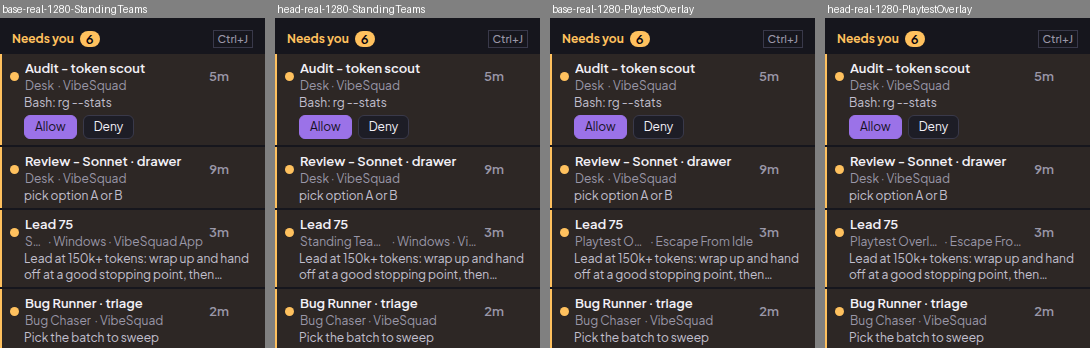 base-real-1280-StandingTeams
Needs you 6 Ctrl+J
Audit – token scout 5m
Desk · VibeSquad
Bash: rg --stats
Allow Deny
Review – Sonnet · drawer 9m
Desk · VibeSquad
pick option A or B
Lead 75 3m
S... · Windows · VibeSquad App
Lead at 150k+ tokens: wrap up and hand
off at a good stopping point, then...
Bug Runner · triage 2m
Bug Chaser · VibeSquad
Pick the batch to sweep
head-real-1280-StandingTeams
Needs you 6 Ctrl+J
Audit – token scout 5m
Desk · VibeSquad
Bash: rg --stats
Allow Deny
Review – Sonnet · drawer 9m
Desk · VibeSquad
pick option A or B
Lead 75 3m
Standing Tea... · Windows · Vi...
Lead at 150k+ tokens: wrap up and hand
off at a good stopping point, then...
Bug Runner · triage 2m
Bug Chaser · VibeSquad
Pick the batch to sweep
base-real-1280-PlaytestOverlay
Needs you 6 Ctrl+J
Audit – token scout 5m
Desk · VibeSquad
Bash: rg --stats
Allow Deny
Review – Sonnet · drawer 9m
Desk · VibeSquad
pick option A or B
Lead 75 3m
Playtest O... · Escape From Idle
Lead at 150k+ tokens: wrap up and hand
off at a good stopping point, then...
Bug Runner · triage 2m
Bug Chaser · VibeSquad
Pick the batch to sweep
head-real-1280-PlaytestOverlay
Needs you 6 Ctrl+J
Audit – token scout 5m
Desk · VibeSquad
Bash: rg --stats
Allow Deny
Review – Sonnet · drawer 9m
Desk · VibeSquad
pick option A or B
Lead 75 3m
Playtest Overl... · Escape Fro...
Lead at 150k+ tokens: wrap up and hand
off at a good stopping point, then...
Bug Runner · triage 2m
Bug Chaser · VibeSquad
Pick the batch to sweep